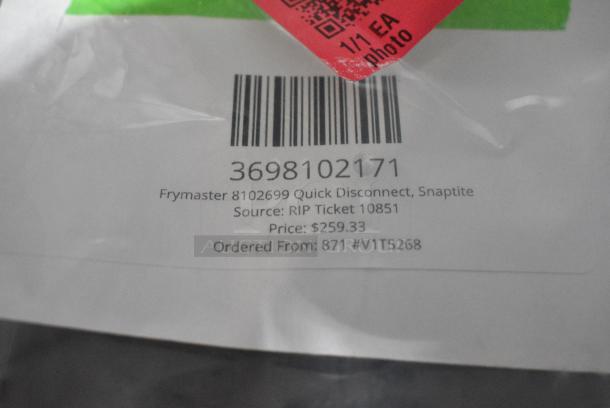 1/1 EA
photo
3698102171
Frymaster 8102699 Quick Disconnect, Snaptite
Source: RIP Ticket 10851
Price: $259.33
Ordered From: 871 #V1T5268